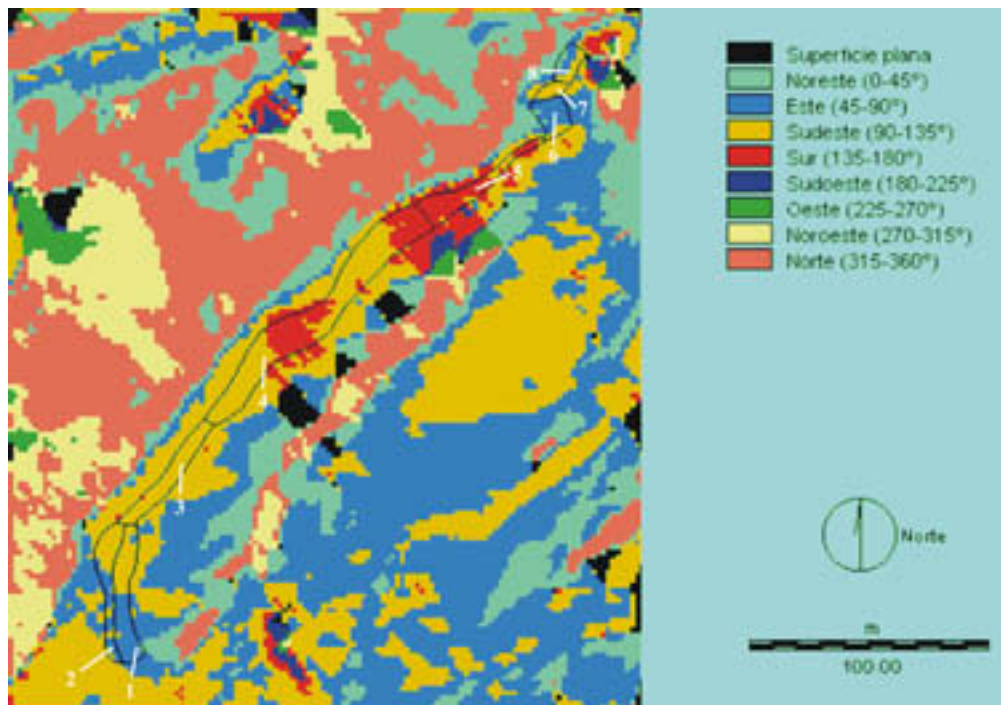 Superficie plana
Noreste (0-45°)
Este (45-90°)
Sudeste (90-135°)
Sur (135-180°)
Sudoeste (180-225°)
Oeste (225-270°)
Noroeste (270-315°)
Norte (315-360°)
8
7
6
5
4
3
2
1
Norte
m
100.00